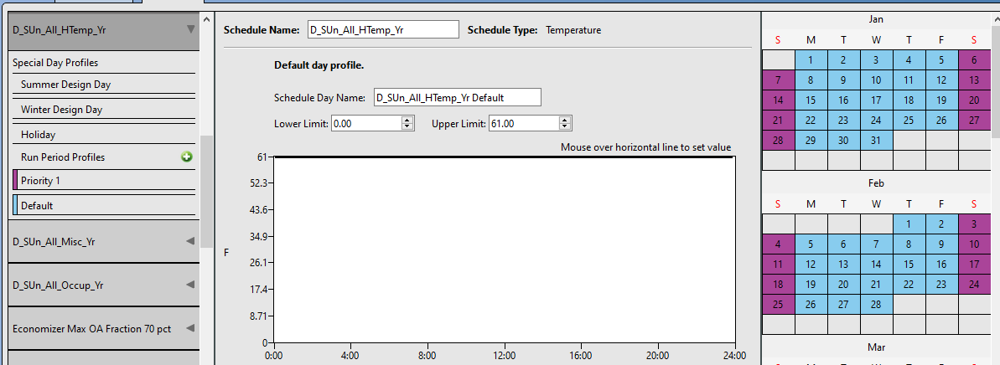 D_SUn_All_HTemp_Yr
Special Day Profiles
Summer Design Day
Winter Design Day
Holiday
Run Period Profiles
Priority 1
Default
D_SUn_All_Misc_Yr
D_SUn_All_Occup_Yr
Economizer Max OA Fraction 70 pct
Schedule Name: D_SUn_All_HTemp_Yr Schedule Type: Temperature
Default day profile.
Schedule Day Name: D_SUn_All_HTemp_Yr Default
Lower Limit: 0.00 Upper Limit: 61.00
Mouse over horizontal line to set value
61
52.3
43.6
34.9
F
26.1
17.4
8.71
0
0:00 4:00 8:00 12:00 16:00 20:00 24:00
Jan
S M T W T F S
1 2 3 4 5 6
7 8 9 10 11 12 13
14 15 16 17 18 19 20
21 22 23 24 25 26 27
28 29 30 31
Feb
S M T W T F S
1 2 3
4 5 6 7 8 9 10
11 12 13 14 15 16 17
18 19 20 21 22 23 24
25 26 27 28
Mar